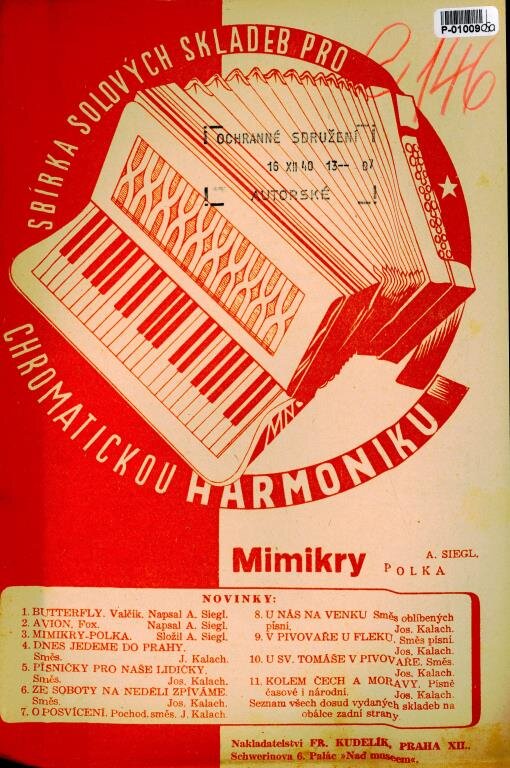 P-010090a
2146
SBÍRKA SOLOVÝCH SKLADEB PRO
CHROMATICKOU HARMONIKU
OCHRANNÉ SDRUŽENÍ
16 XII 40 13--
AUTORSKÉ
Mimikry
A. SIEGL.
POLKA
NOVINKY:
1. BUTTERFLY. Valčík. Napsal A. Siegl.
2. AVION, Fox. Napsal A. Siegl.
3. MIMIKRY-POLKA. Složil A. Siegl.
4. DNES JEDEME DO PRAHY.
Směs. J. Kalach.
5. PÍSNIČKY PRO NAŠE LIDIČKY.
Směs. Jos. Kalach.
6. ZE SOBOTY NA NEDĚLI ZPÍVÁME.
Směs. Jos. Kalach.
7. O POSVÍCENÍ. Pochod. směs. J. Kalach.
8. U NÁS NA VENKU Směs oblíbených
písní. Jos. Kalach.
9. V PIVOVAŘE U FLEKŮ. Směs písní.
Jos. Kalach.
10. U SV. TOMÁŠE V PIVOVAŘE. Směs.
Jos. Kalach.
11. KOLEM ČECH A MORAVY. Písně
časové i národní. Jos. Kalach.
Seznam všech dosud vydaných skladeb na
obálce zadní strany.
Nakladatelství FR. KUDELÍK, PRAHA XII.,
Schwerinova 6. Palác »Nad museem«.